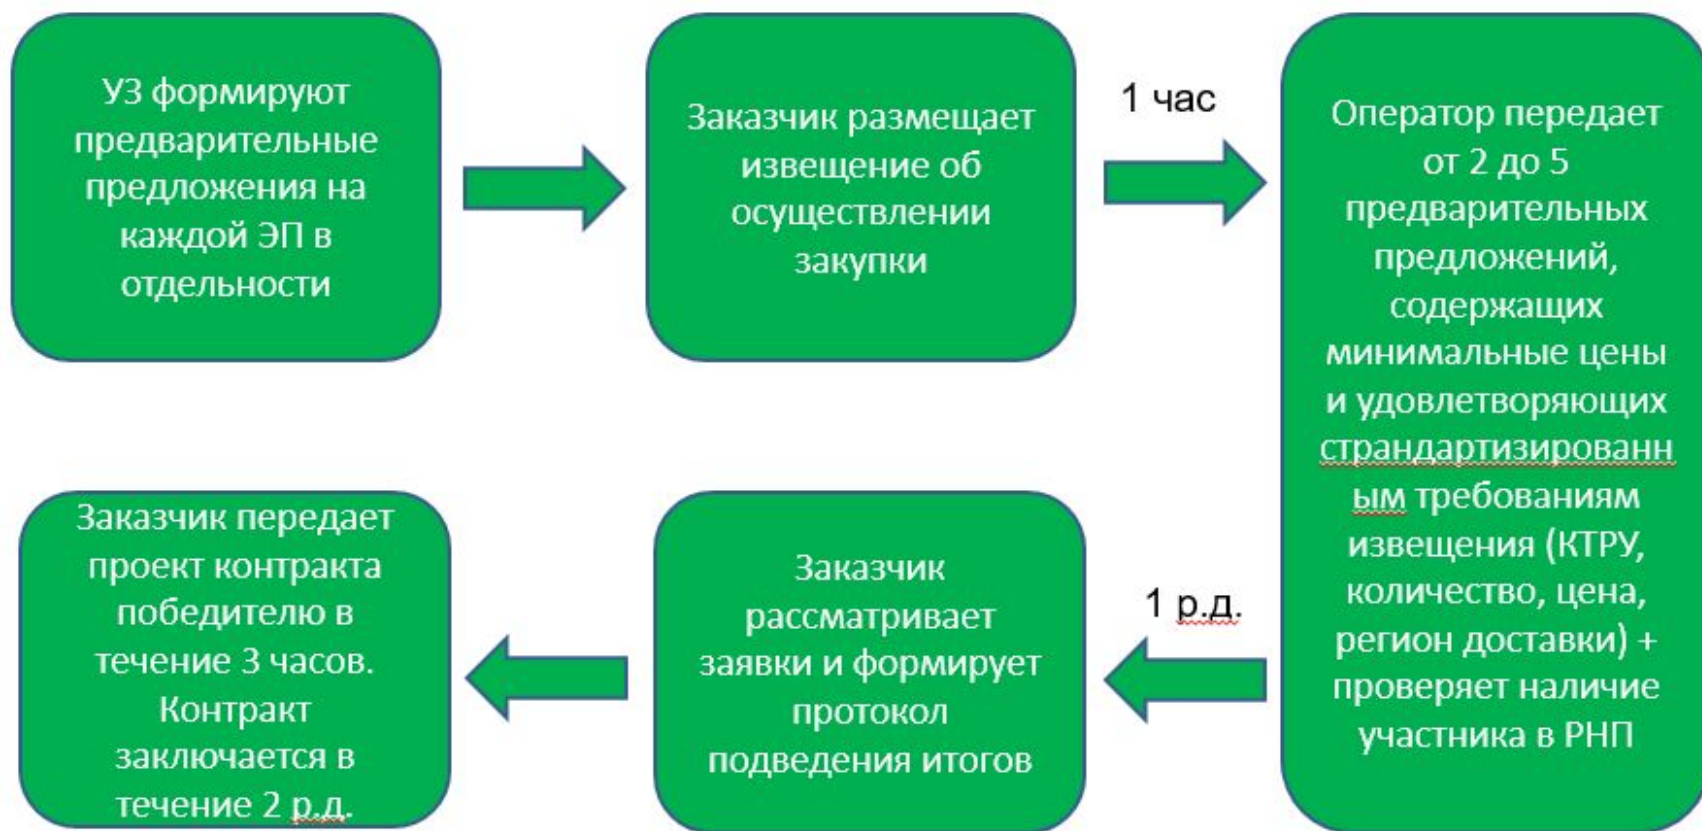 УЗ формируют
предварительные
предложения на
каждой ЭП в
отдельности
Заказчик размещает
извещение об
осуществлении
закупки
1 час
Оператор передает
от 2 до 5
предварительных
предложений,
содержащих
минимальные цены
и удовлетворяющих
страндартизированн
ым требованиям
извещения (КТРУ,
количество, цена,
регион доставки) +
проверяет наличие
участника в РНП
1 р.д.
Заказчик
рассматривает
заявки и формирует
протокол
подведения итогов
Заказчик передает
проект контракта
победителю в
течение 3 часов.
Контракт
заключается в
течение 2 р.д.